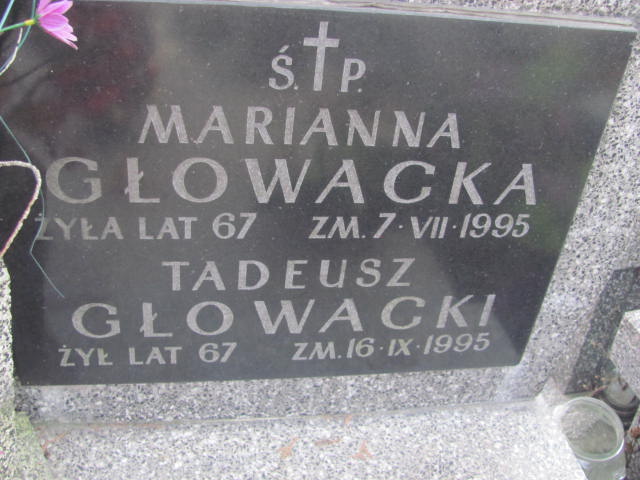 Ś. P.
MARIANNA
GŁOWACKA
ŻYŁA LAT 67 ZM. 7·VII·1995
TADEUSZ
GŁOWACKI
ŻYŁ LAT 67 ZM. 16·IX·1995